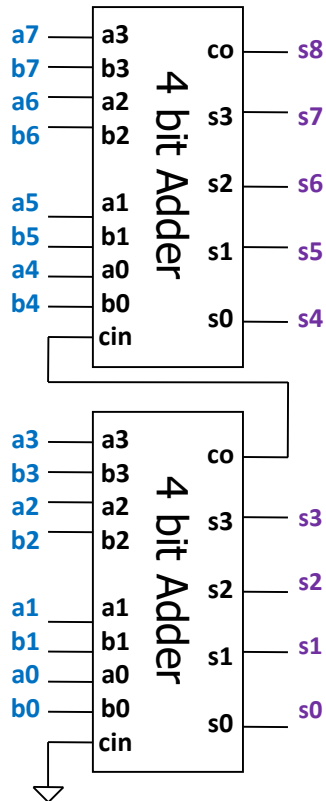 a7 a3 co s8
b7 b3
a6 a2 s3 s7
b6 b2
4 bit Adder
s2 s6
a5 a1
b5 b1 s1 s5
a4 a0
b4 b0 s0 s4
cin
a3 a3 co
b3 b3
a2 a2 s3 s3
b2 b2
4 bit Adder
s2 s2
a1 a1
b1 b1 s1 s1
a0 a0
b0 b0 s0 s0
cin